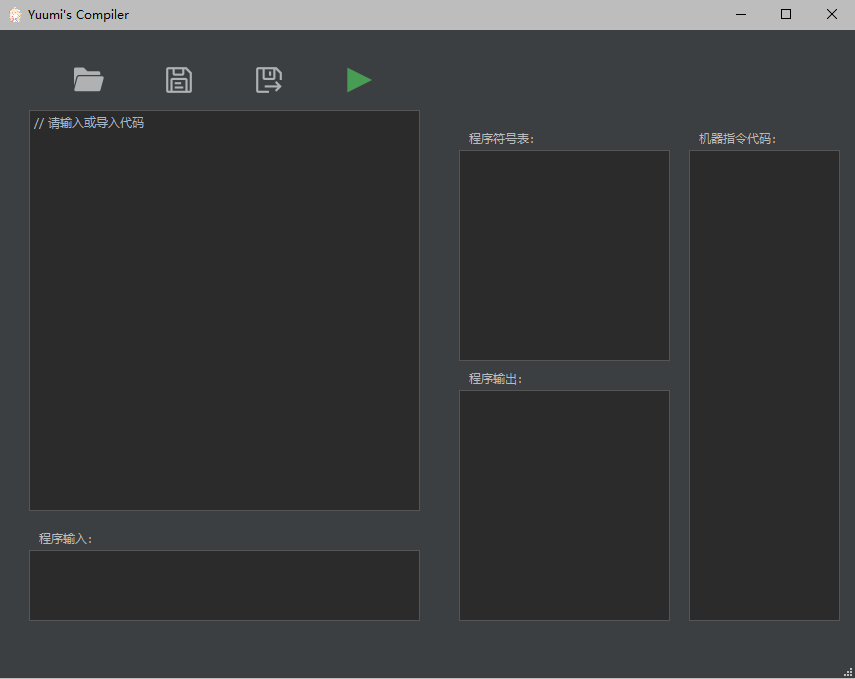 Yuumi's Compiler
// 请输入或导入代码
程序符号表:
机器指令代码:
程序输出:
程序输入: